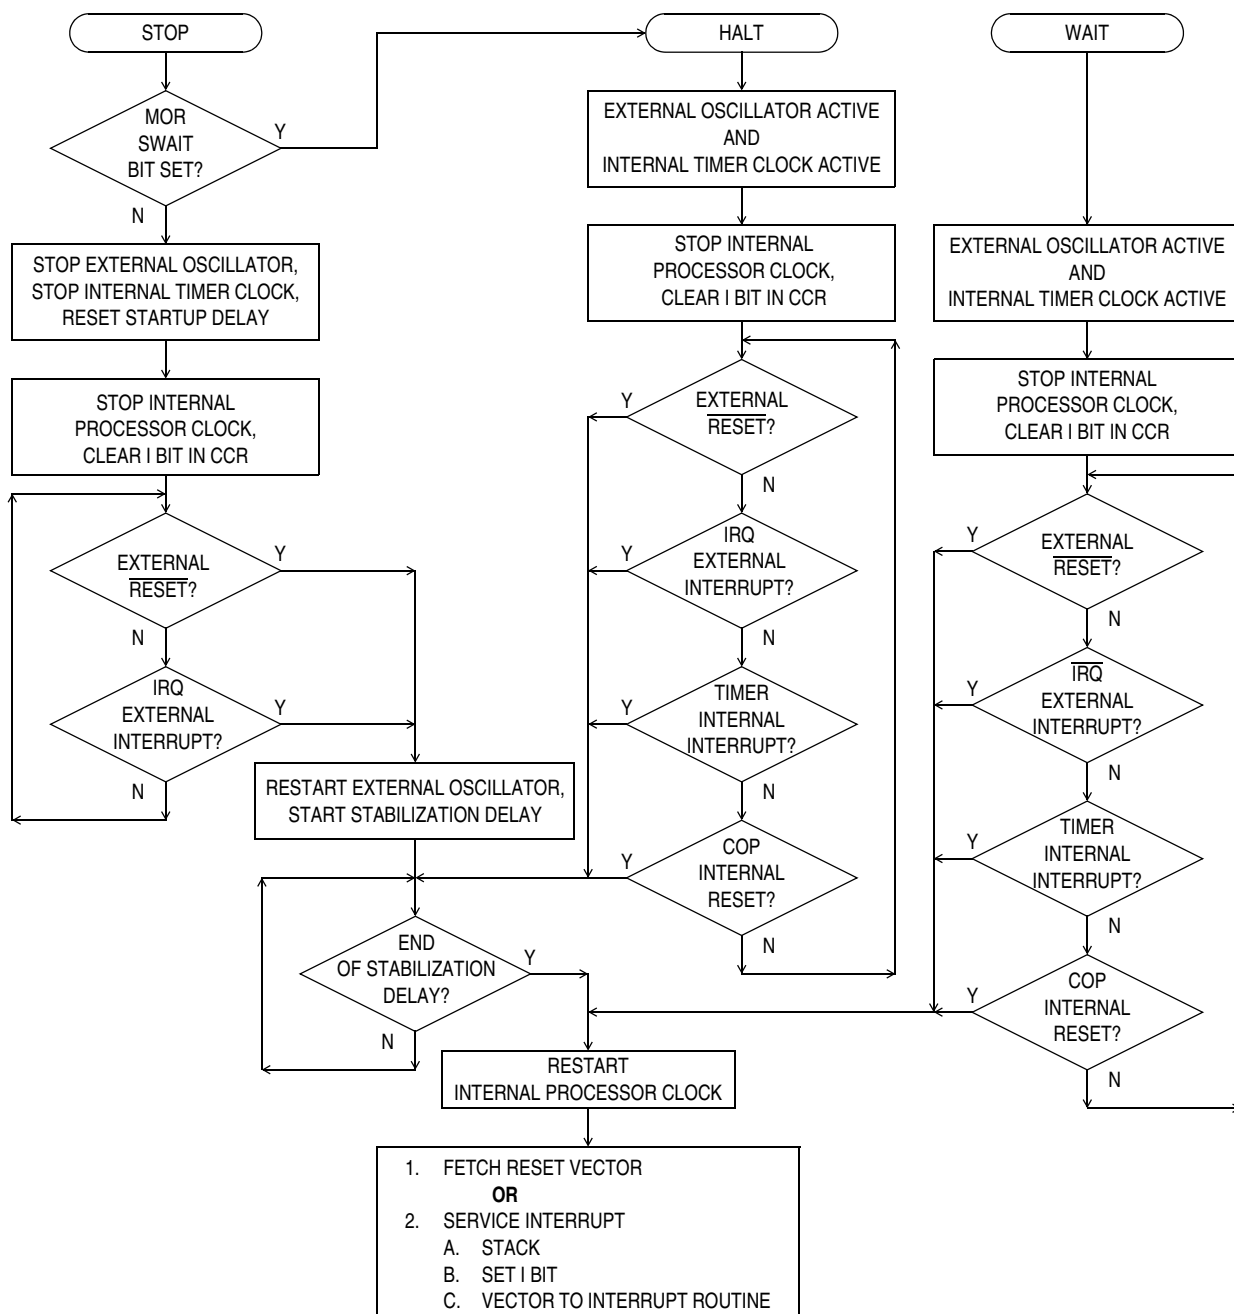 STOP
MOR
SWAIT
BIT SET?
Y
N
STOP EXTERNAL OSCILLATOR,
STOP INTERNAL TIMER CLOCK,
RESET STARTUP DELAY
STOP INTERNAL
PROCESSOR CLOCK,
CLEAR I BIT IN CCR
EXTERNAL
RESET?
Y
N
IRQ
EXTERNAL
INTERRUPT?
Y
N
RESTART EXTERNAL OSCILLATOR,
START STABILIZATION DELAY
END
OF STABILIZATION
DELAY?
Y
N
HALT
EXTERNAL OSCILLATOR ACTIVE
AND
INTERNAL TIMER CLOCK ACTIVE
STOP INTERNAL
PROCESSOR CLOCK,
CLEAR I BIT IN CCR
Y
EXTERNAL
RESET?
N
Y
IRQ
EXTERNAL
INTERRUPT?
N
Y
TIMER
INTERNAL
INTERRUPT?
N
Y
COP
INTERNAL
RESET?
N
WAIT
EXTERNAL OSCILLATOR ACTIVE
AND
INTERNAL TIMER CLOCK ACTIVE
STOP INTERNAL
PROCESSOR CLOCK,
CLEAR I BIT IN CCR
Y
EXTERNAL
RESET?
N
Y
IRQ
EXTERNAL
INTERRUPT?
N
Y
TIMER
INTERNAL
INTERRUPT?
N
Y
COP
INTERNAL
RESET?
N
RESTART
INTERNAL PROCESSOR CLOCK
1. FETCH RESET VECTOR
OR
2. SERVICE INTERRUPT
A. STACK
B. SET I BIT
C. VECTOR TO INTERRUPT ROUTINE